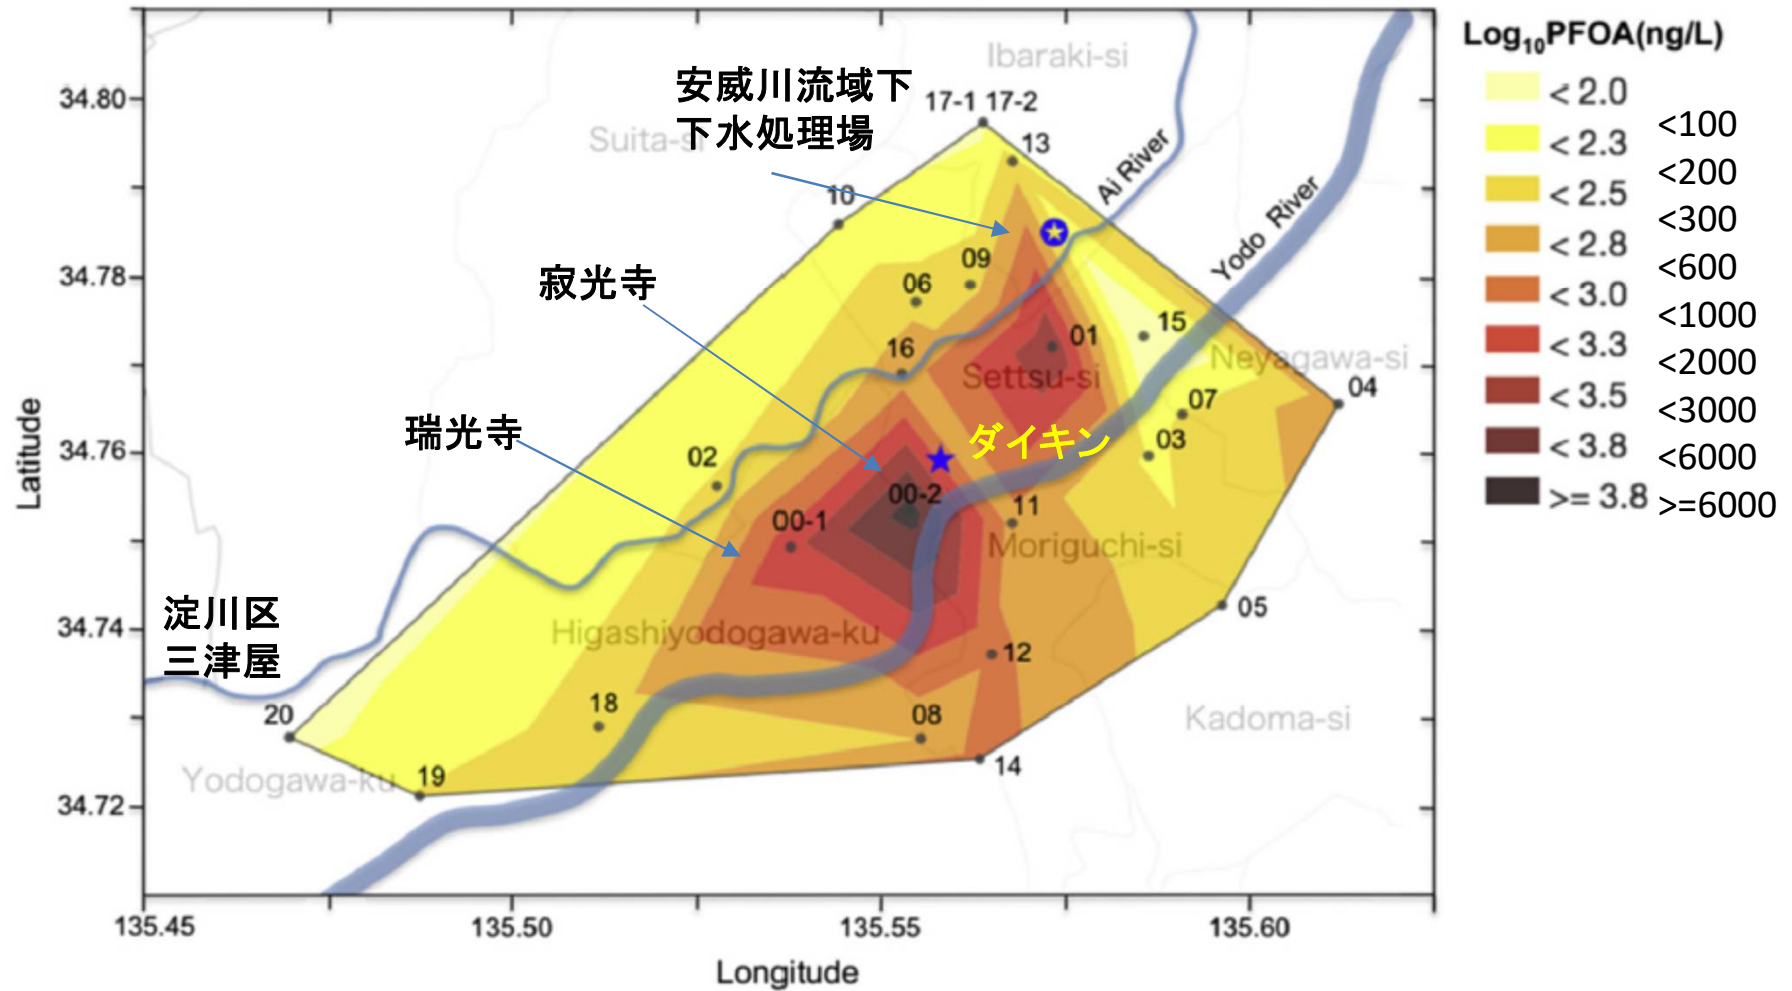 Log10PFOA(ng/L)
< 2.0
< 2.3
< 2.5
< 2.8
< 3.0
< 3.3
< 3.5
< 3.8
>= 3.8
<100
<200
<300
<600
<1000
<2000
<3000
<6000
>=6000
Ibaraki-si
安威川流域下
下水処理場
17-1 17-2
34.80
Suita-si
13
Ai River
10
Yodo River
09
34.78
06
寂光寺
15
01
16
Neyagawa-si
Settsu-si
04
07
瑞光寺
ダイキン
03
Latitude
34.76
02
00-2
11
00-1
Moriguchi-si
淀川区
三津屋
05
34.74
Higashiyodogawa-ku
12
18
20
08
Kadoma-si
14
Yodogawa-ku
19
34.72
135.45
135.50
135.55
135.60
Longitude